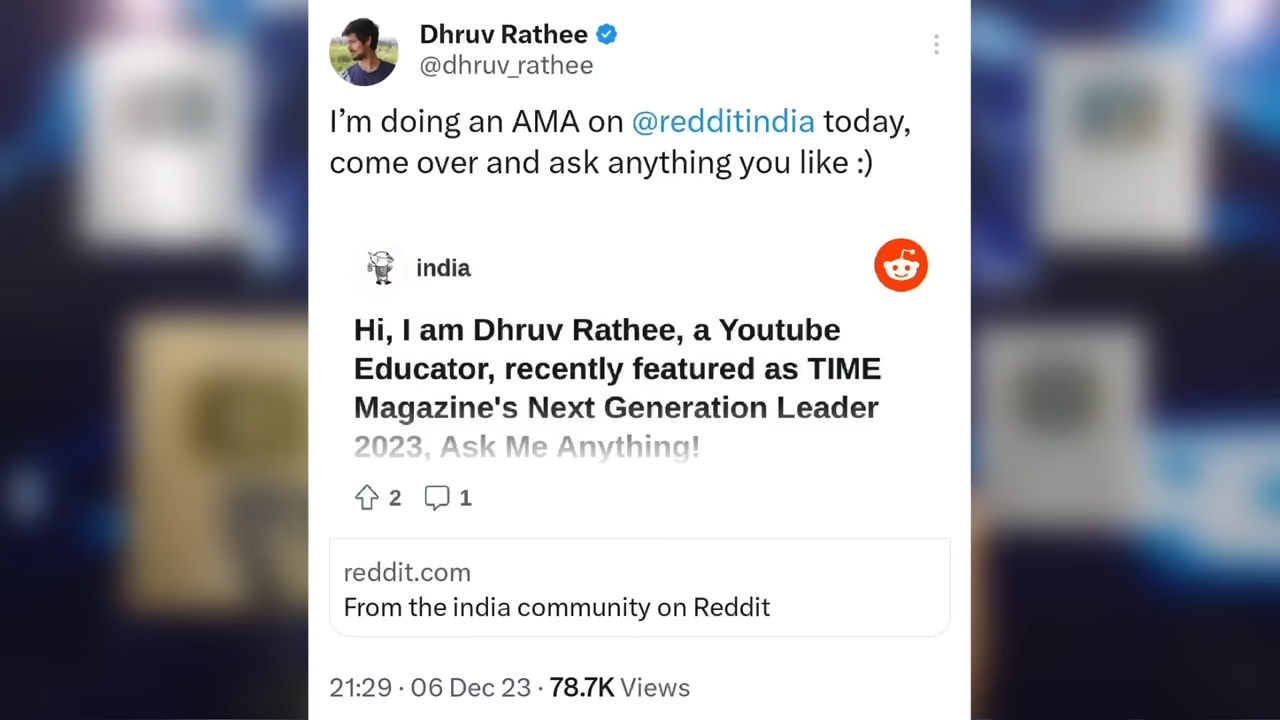 Dhruv Rathee
@dhruv_rathee
I’m doing an AMA on @redditindia today,
come over and ask anything you like :)
india
Hi, I am Dhruv Rathee, a Youtube
Educator, recently featured as TIME
Magazine's Next Generation Leader
2023, Ask Me Anything!
2 1
reddit.com
From the india community on Reddit
21:29 · 06 Dec 23 · 78.7K Views